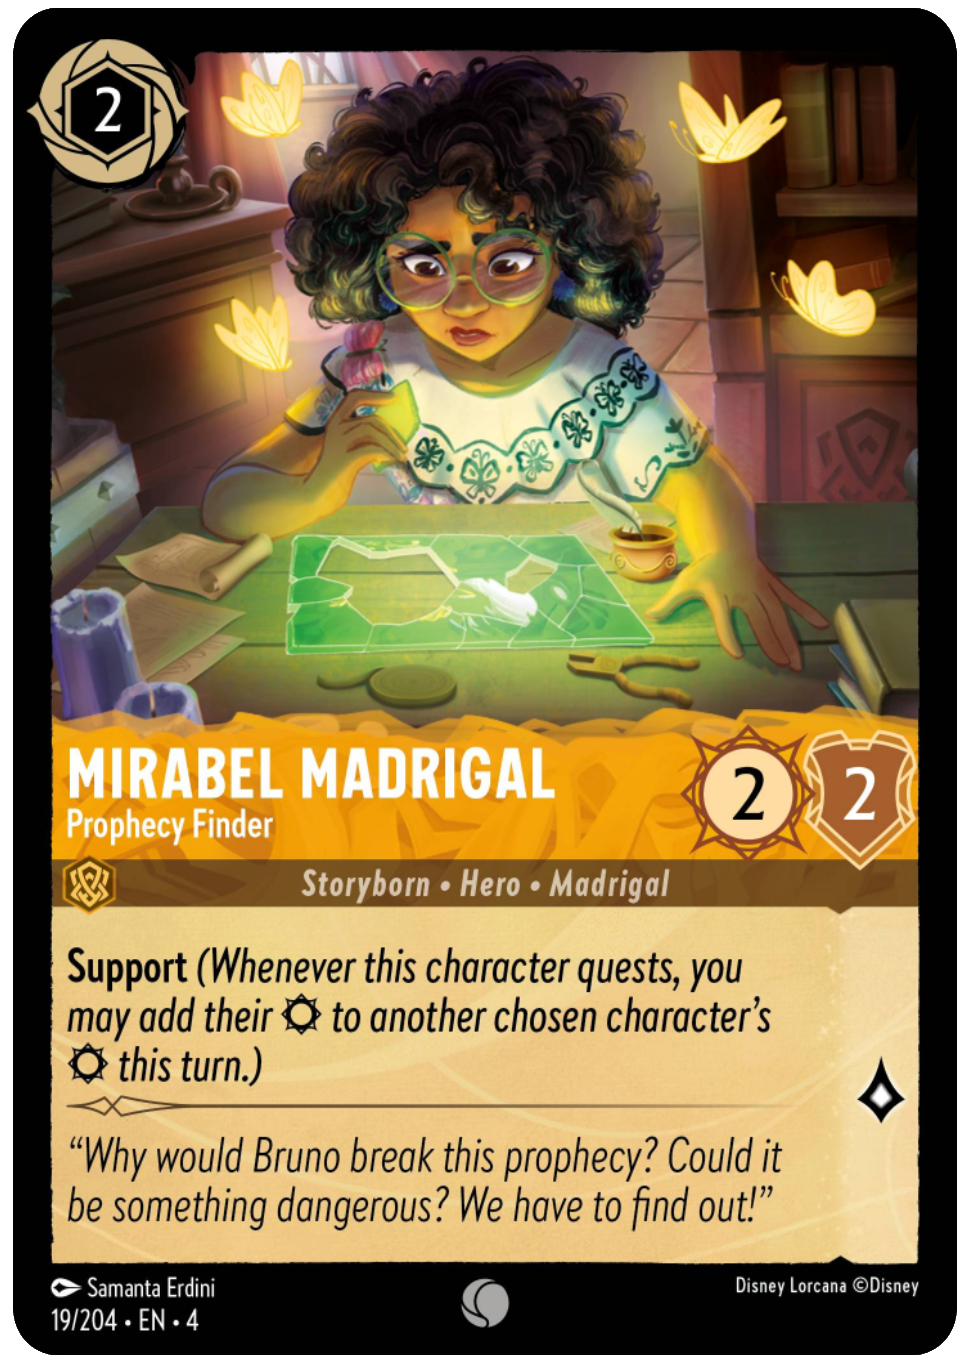 2
MIRABEL MADRIGAL
Prophecy Finder
2
2
Storyborn • Hero • Madrigal
Support (Whenever this character quests, you
may add their to another chosen character's
this turn.)
“Why would Bruno break this prophecy? Could it
be something dangerous? We have to find out!”
Samanta Erdini
19/204 • EN • 4
Disney Lorcana ©Disney